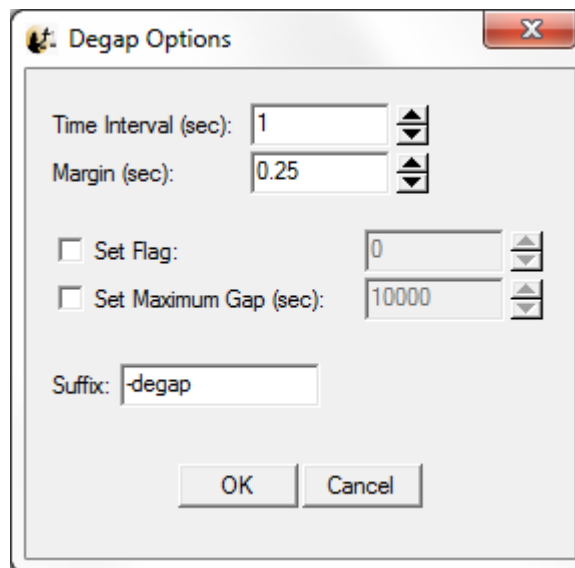 Degap Options
Time Interval (sec): 1
Margin (sec): 0.25
Set Flag: 0
Set Maximum Gap (sec): 10000
Suffix: -degap
OK Cancel